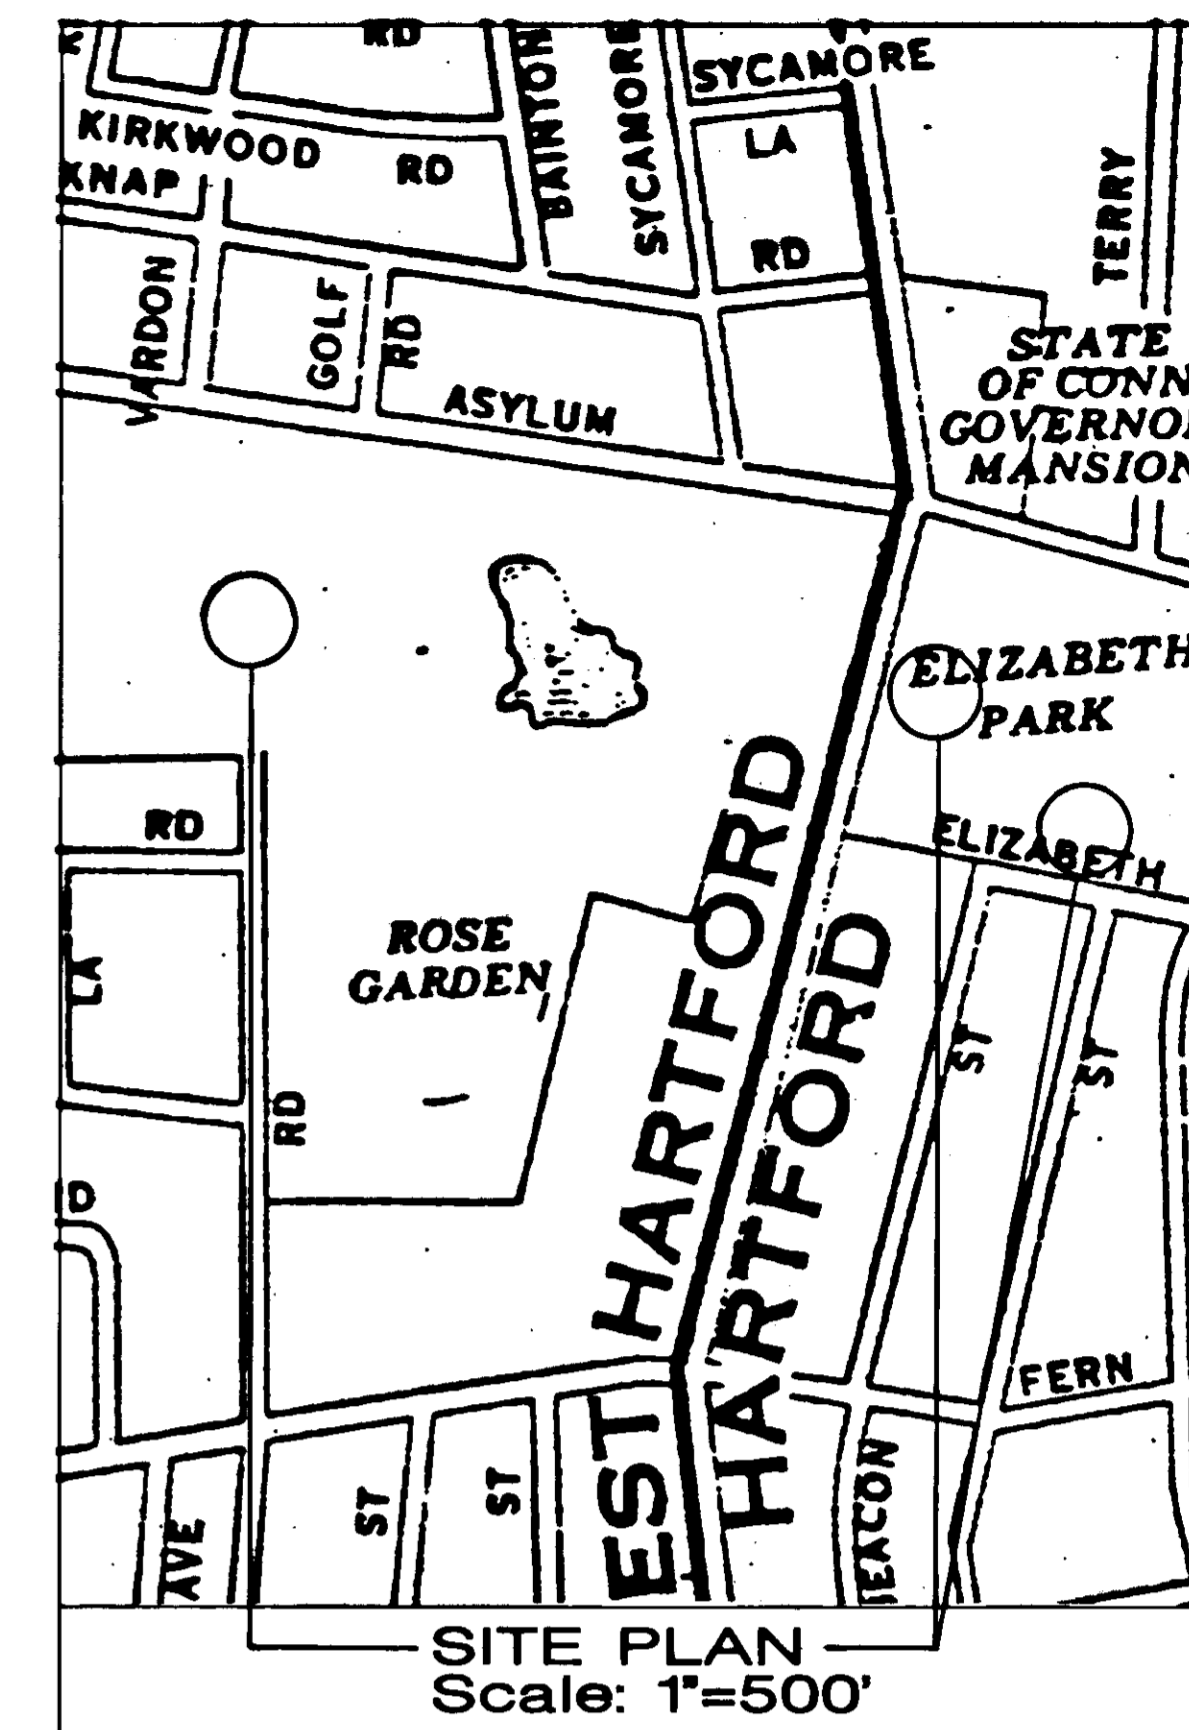 RD
BAINTON
SYCAMORE
SYCAMORE
LA
RD
KIRKWOOD
RD
KNAP
TERRY
VARDON
GOLF
RD
ASYLUM
STATE
OF CONN
GOVERNOR
MANSION
ELIZABETH
PARK
ELIZABETH
RD
LA
ROSE
GARDEN
HARTFORD
HARTFORD
ST
ST
RD
D
FERN
EST
ST
ST
AVE
EACON
SITE PLAN
Scale: 1"=500'